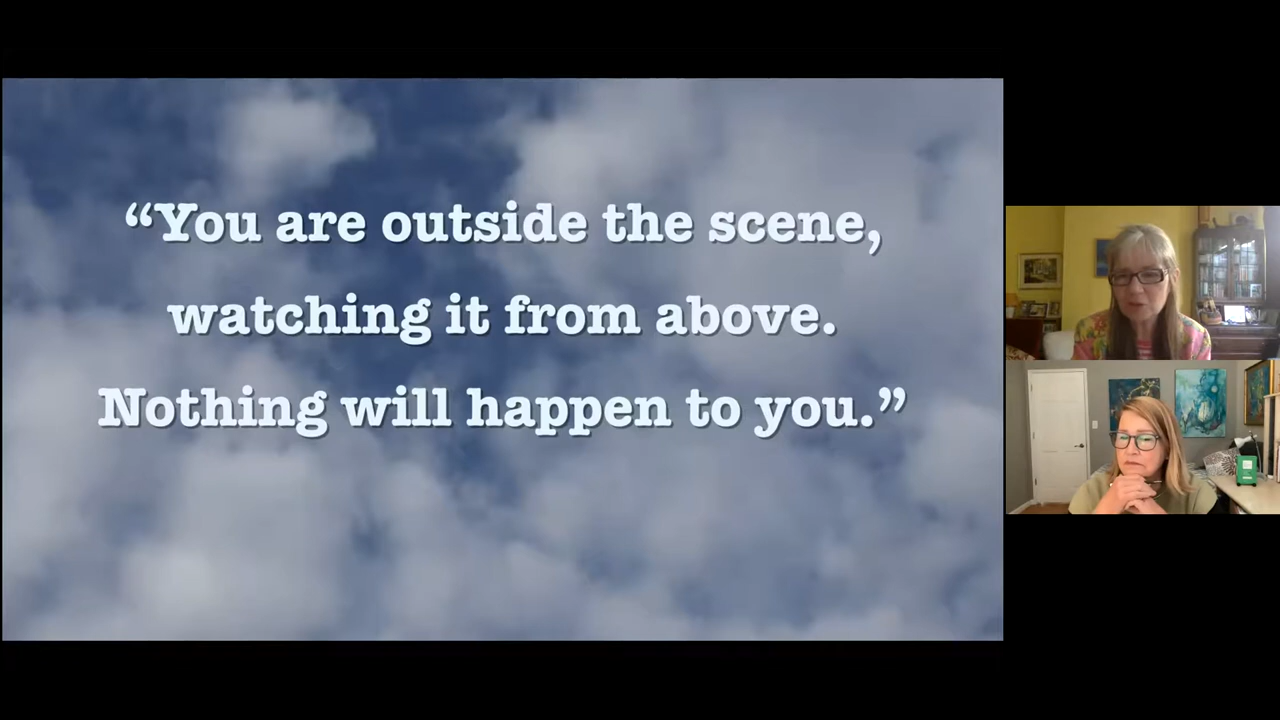 “You are outside the scene,
watching it from above.
Nothing will happen to you.”